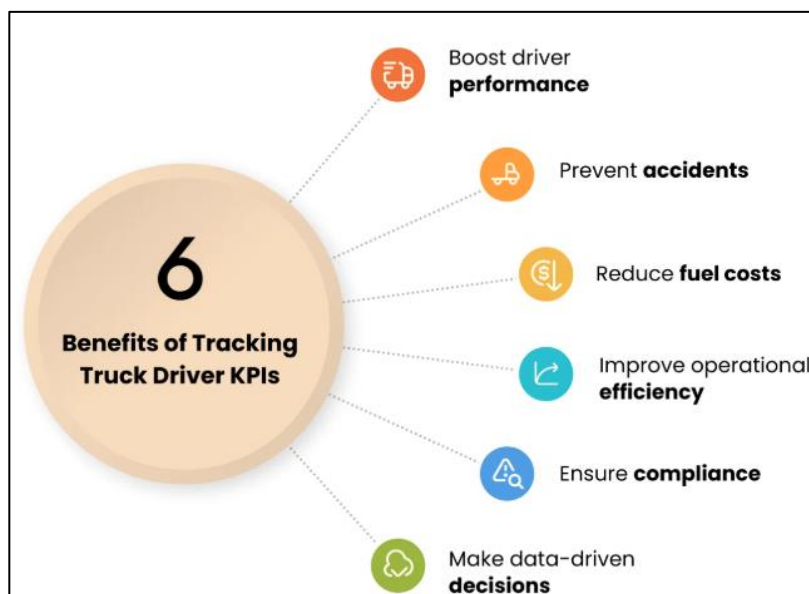 6
Benefits of Tracking
Truck Driver KPIs
Boost driver
performance
Prevent accidents
Reduce fuel costs
Improve operational
efficiency
Ensure compliance
Make data-driven
decisions